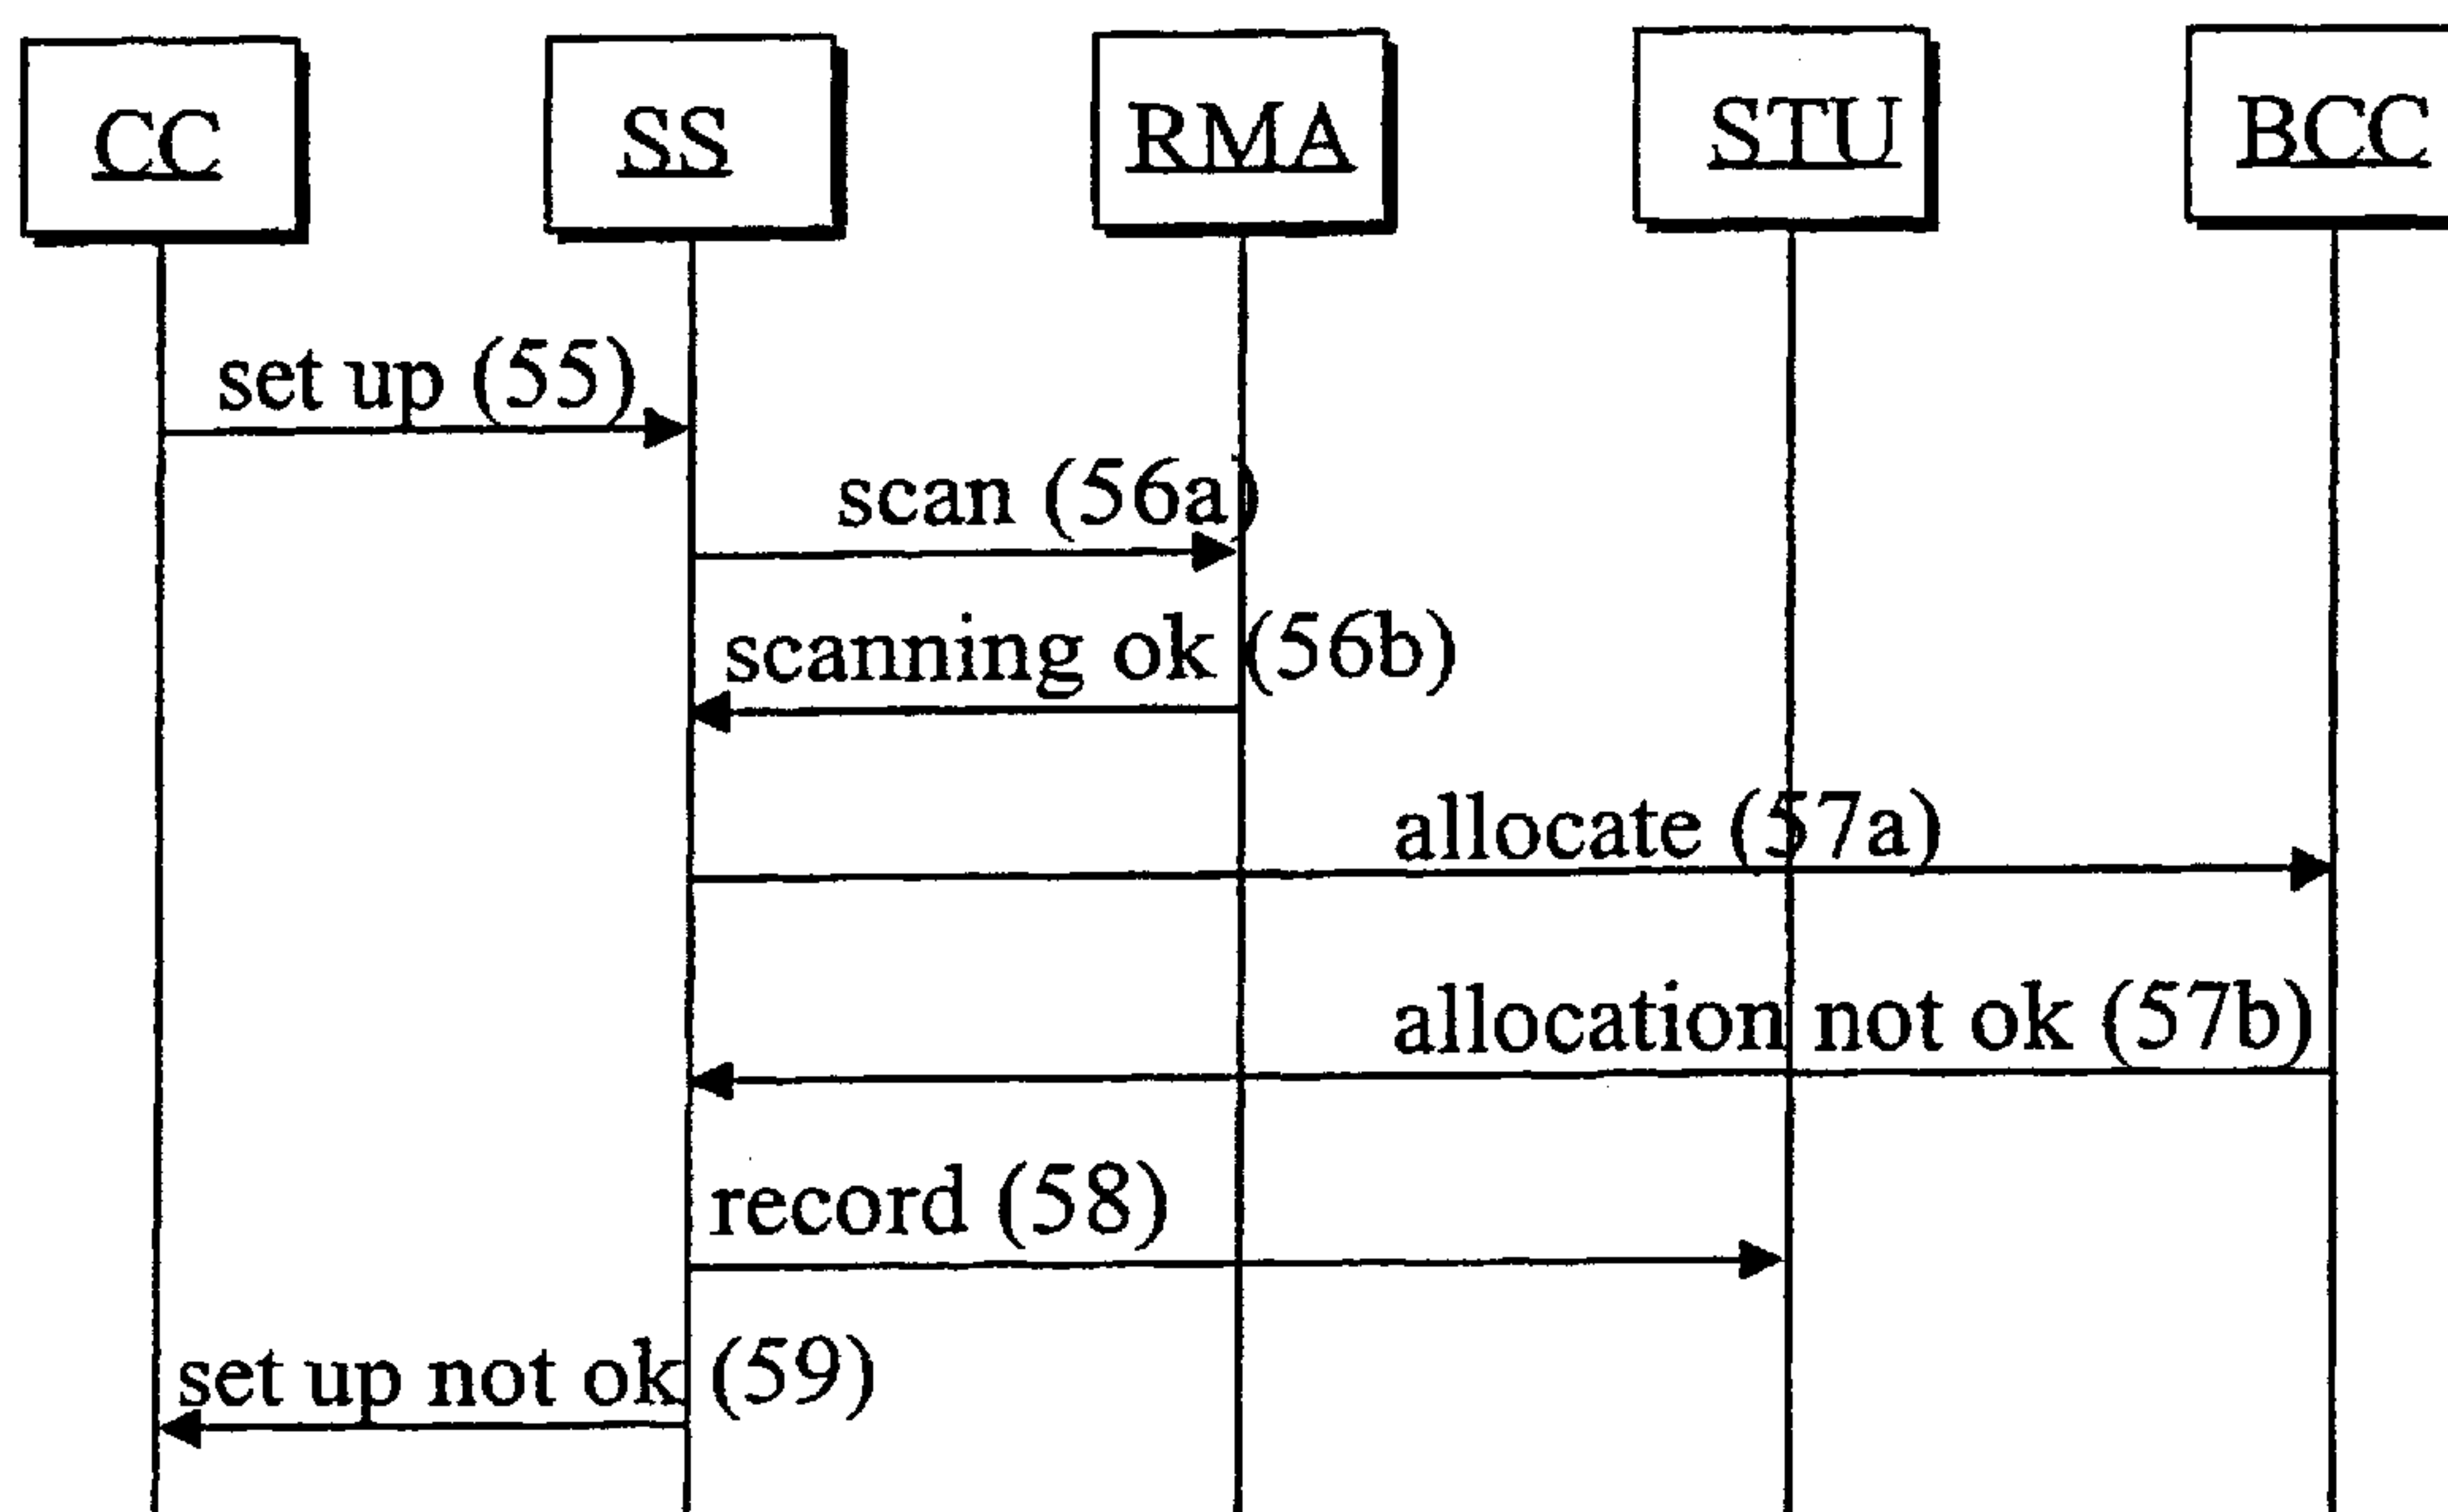 CC SS RMA STU BCC
set up (55)
scan (56a)
scanning ok (56b)
allocate (57a)
allocation not ok (57b)
record (58)
set up not ok (59)